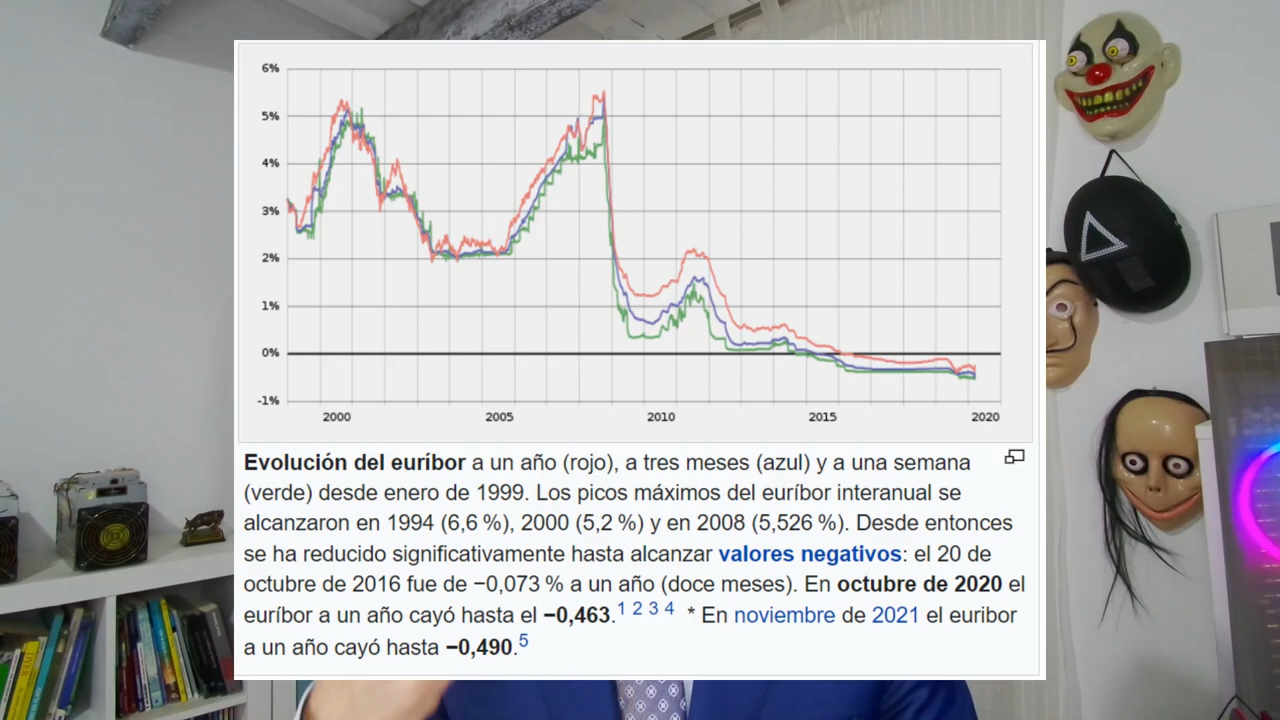 6%
5%
4%
3%
2%
1%
0%
-1%
2000 2005 2010 2015 2020
Evolución del euríbor a un año (rojo), a tres meses (azul) y a una semana
(verde) desde enero de 1999. Los picos máximos del euríbor interanual se
alcanzaron en 1994 (6,6 %), 2000 (5,2 %) y en 2008 (5,526 %). Desde entonces
se ha reducido significativamente hasta alcanzar valores negativos: el 20 de
octubre de 2016 fue de −0,073 % a un año (doce meses). En octubre de 2020 el
euríbor a un año cayó hasta el −0,463.1 2 3 4 * En noviembre de 2021 el euribor
a un año cayó hasta −0,490.5